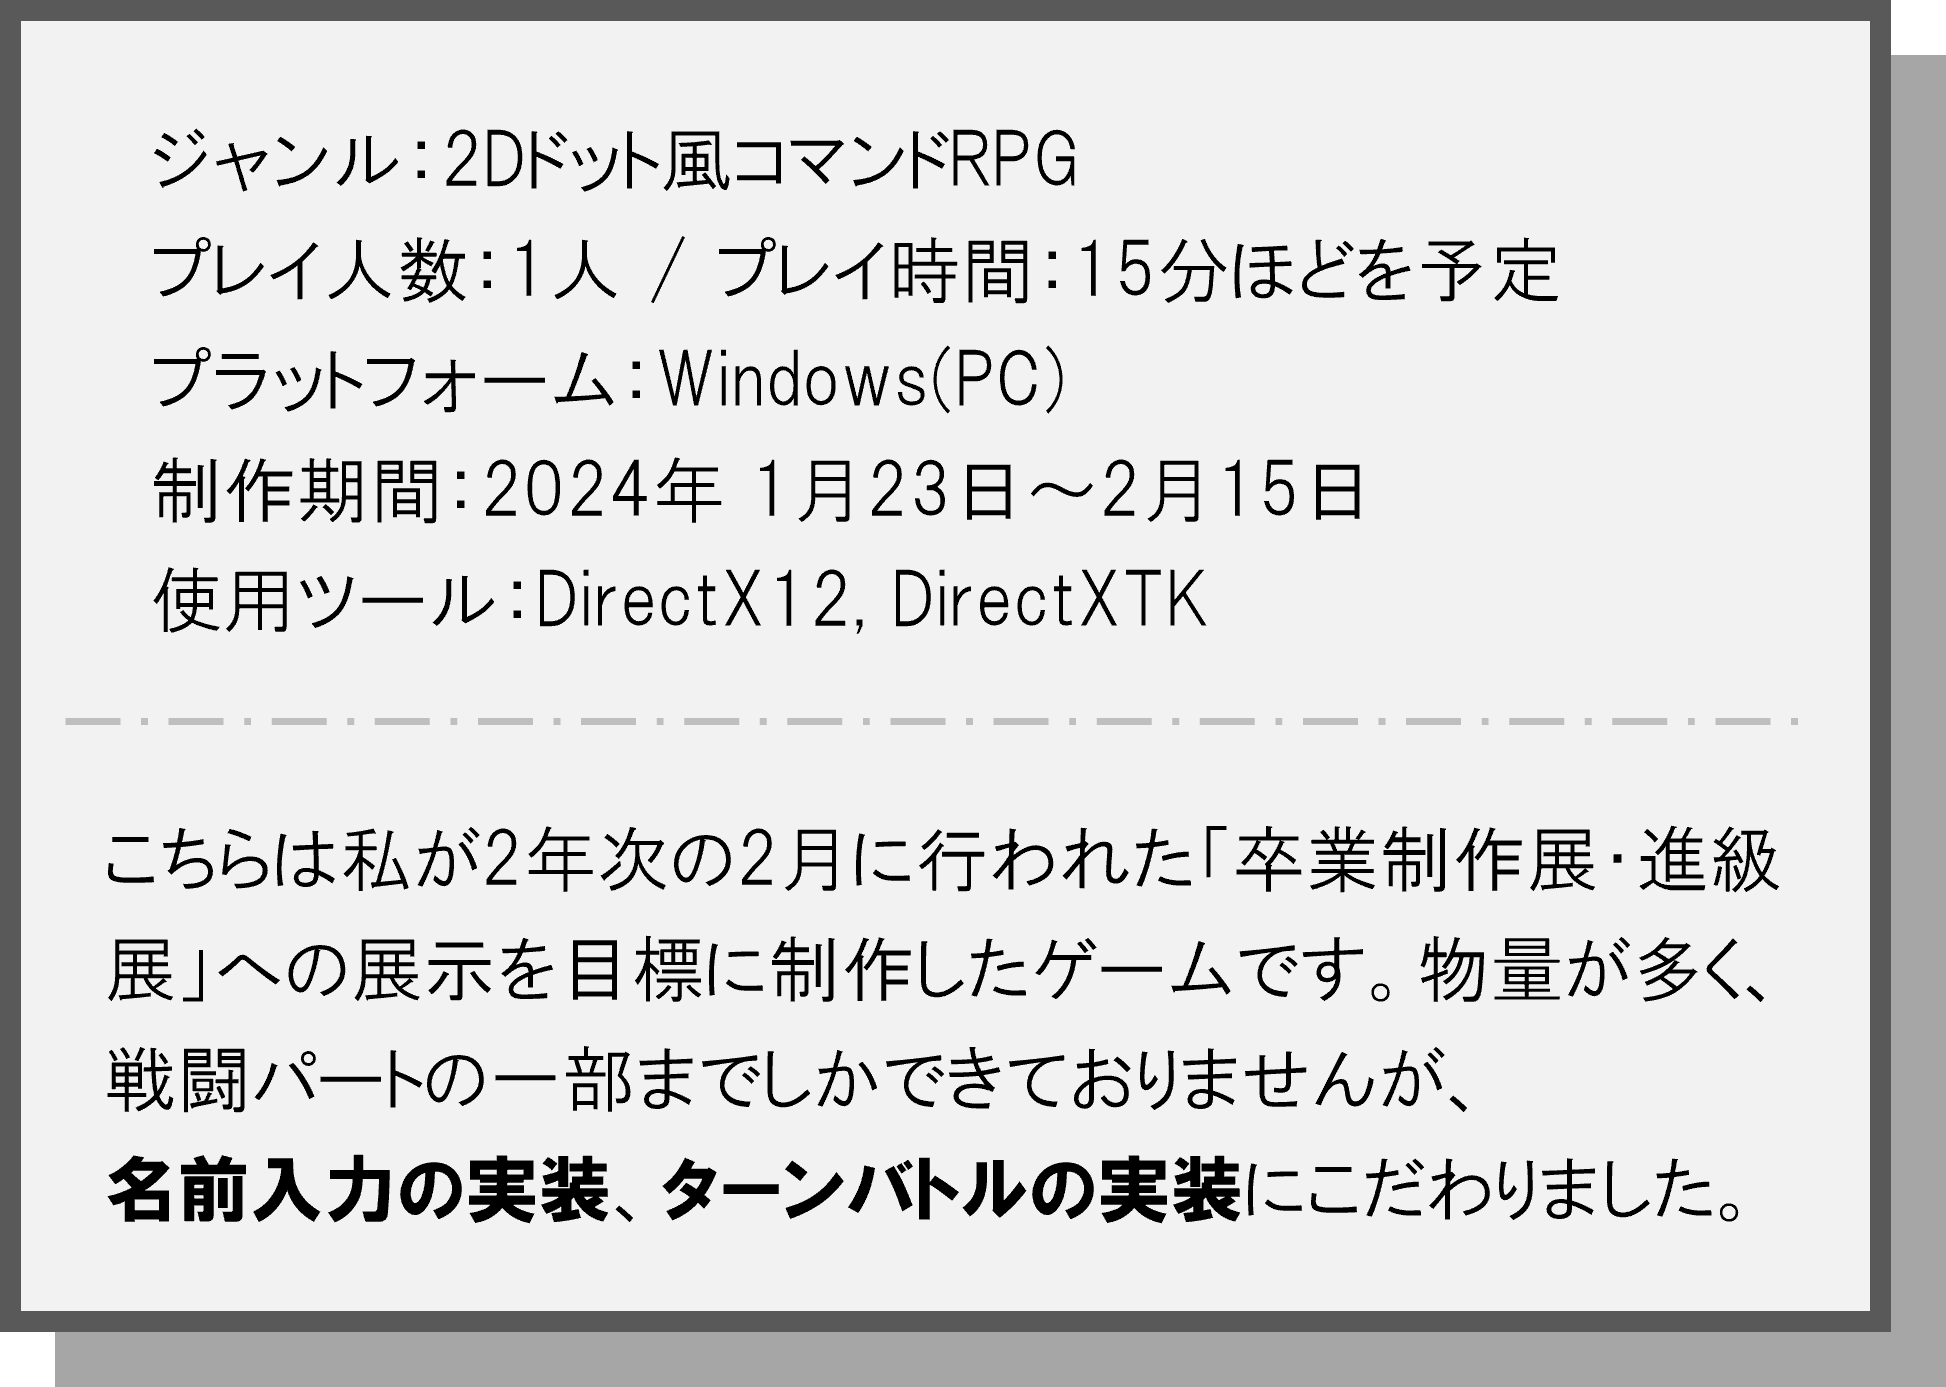 ジャンル：2Dドット風コマンドRPG
プレイ人数：1人 / プレイ時間：15分ほどを予定
プラットフォーム：Windows(PC)
制作期間：2024年 1月23日～2月15日
使用ツール：DirectX12, DirectXTK
こちらは私が2年次の2月に行われた「卒業制作展・進級
展」への展示を目標に制作したゲームです。物量が多く、
戦闘パートの一部までしかできておりませんが、
名前入力の実装、ターンバトルの実装にこだわりました。